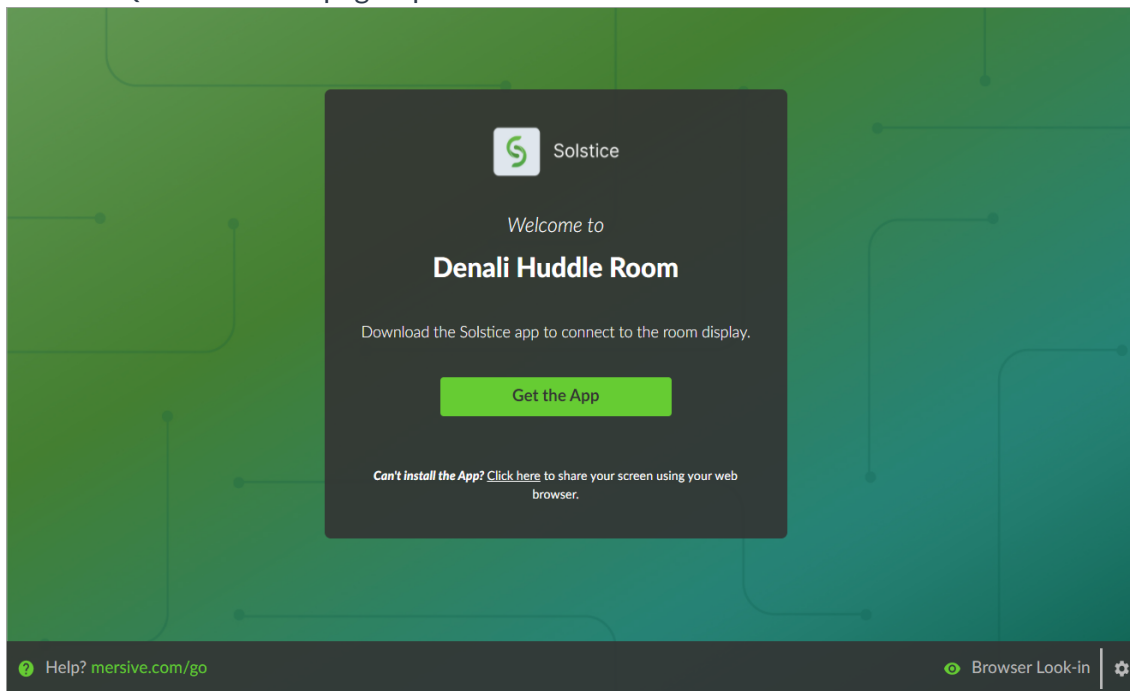 Solstice
Welcome to
Denali Huddle Room
Download the Solstice app to connect to the room display.
Get the App
Can't install the App? Click here to share your screen using your web
browser.
? Help? mersive.com/go
Browser Look-in